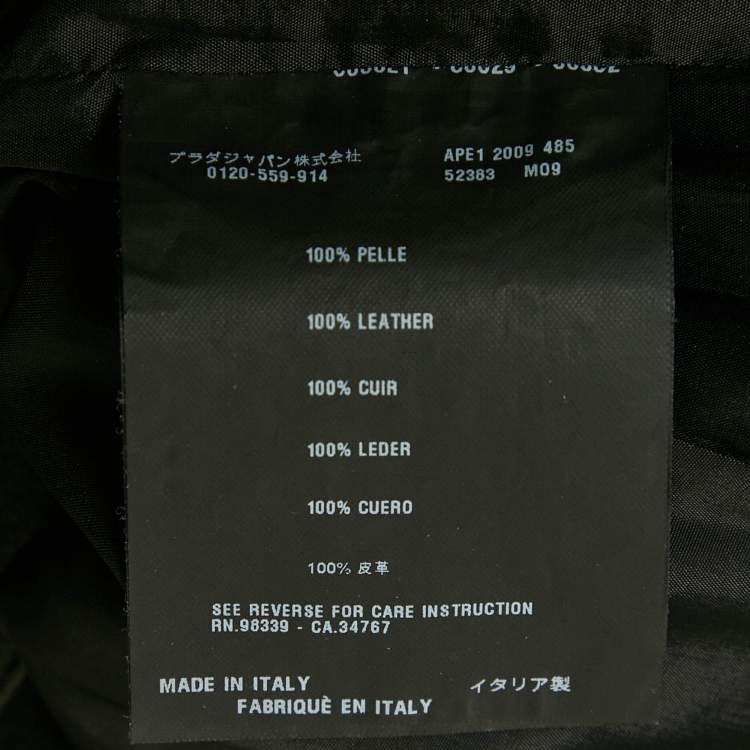 プラダジャパン株式会社 APE1 2009 485
0120-559-914 52383 M09
100% PELLE
100% LEATHER
100% CUIR
100% LEDER
100% CUERO
100% 皮革
SEE REVERSE FOR CARE INSTRUCTION
RN.98339 - CA.34767
MADE IN ITALY イタリア製
FABRIQUÈ EN ITALY